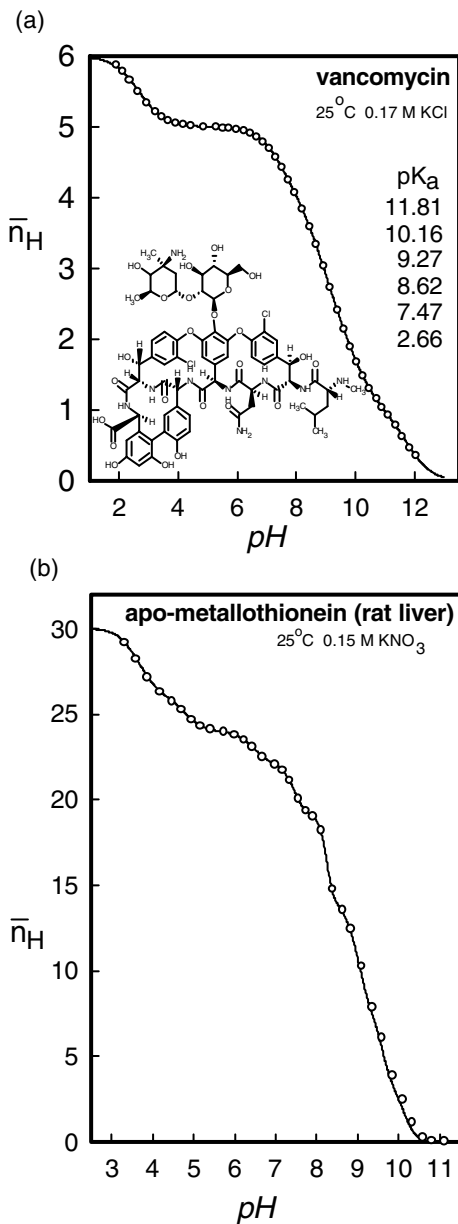 (a)
vancomycin
25°C 0.17 M KCl
n̄H
6
5
4
3
2
1
0
pKa
11.81
10.16
9.27
8.62
7.47
2.66
2 4 6 8 10 12
pH
(b)
apo-metallothionein (rat liver)
25°C 0.15 M KNO3
n̄H
30
25
20
15
10
5
0
3 4 5 6 7 8 9 10 11
pH